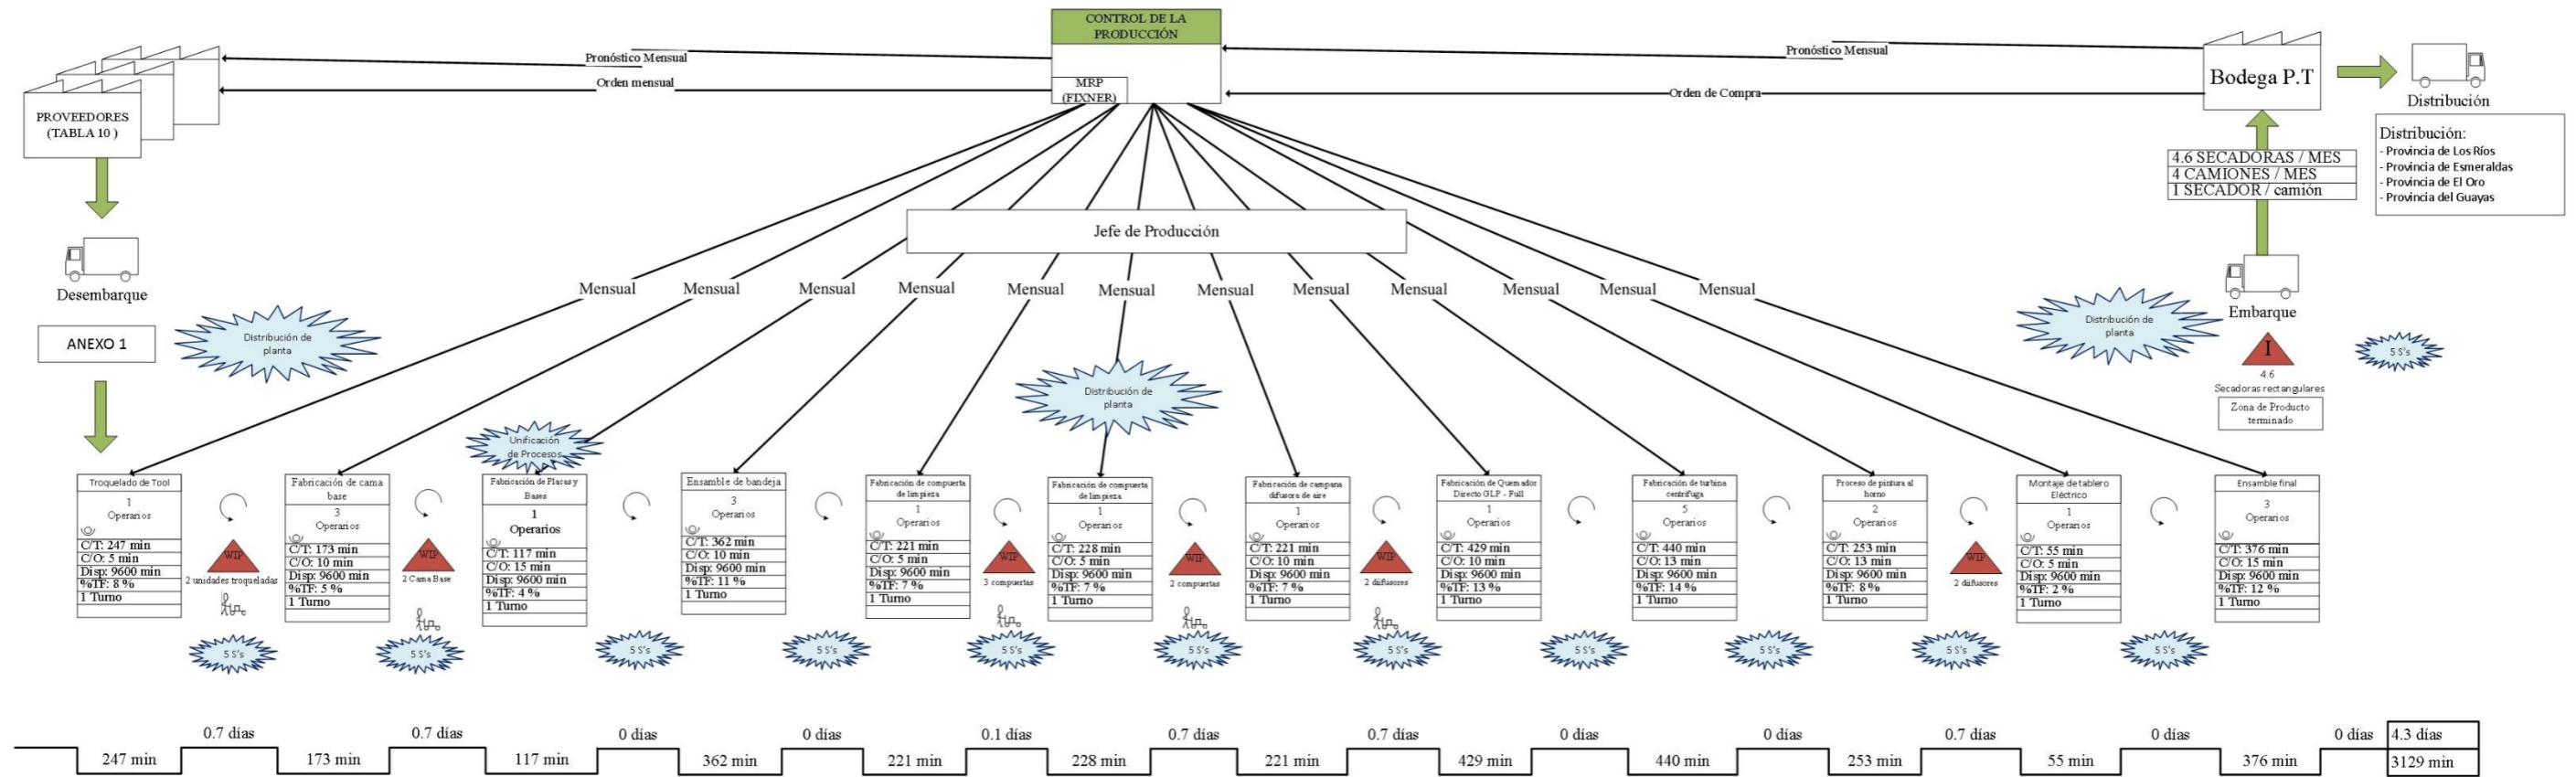 CONTROL DE LA
PRODUCCIÓN
MRP
(FIXNER)
Pronóstico Mensual
Orden mensual
Pronóstico Mensual
Orden de Compra
PROVEEDORES
(TABLA 10 )
Bodega P.T
Distribución
Distribución:
- Provincia de Los Ríos
- Provincia de Esmeraldas
- Provincia de El Oro
- Provincia del Guayas
4.6 SECADORAS / MES
4 CAMIONES / MES
1 SECADOR / camión
Jefe de Producción
Desembarque
ANEXO 1
Distribución de
planta
Mensual
Mensual
Mensual
Mensual
Mensual
Mensual
Mensual
Mensual
Mensual
Mensual
Mensual
Mensual
Distribución de
planta
Unificación
de Procesos
Distribución de
planta
Embarque
I
4.6
Secadoras rectangulares
Zona de Producto
terminado
5 S's
Troquelado de Tool
1
Operarios
C/T: 247 min
C/O: 5 min
Disp: 9600 min
%TF: 8 %
1 Turno
WIP
2 unidades troqueladas
5 S's
Fabricación de cama
base
3
Operarios
C/T: 173 min
C/O: 10 min
Disp: 9600 min
%TF: 5 %
1 Turno
WIP
2 Cama Base
5 S's
Fabricación de Placas y
Bases
1
Operarios
C/T: 117 min
C/O: 15 min
Disp: 9600 min
%TF: 4 %
1 Turno
5 S's
Ensamble de bandeja
3
Operarios
C/T: 362 min
C/O: 10 min
Disp: 9600 min
%TF: 11 %
1 Turno
5 S's
Fabricación de compuerta
de limpieza
1
Operarios
C/T: 221 min
C/O: 5 min
Disp: 9600 min
%TF: 7 %
1 Turno
WIP
3 compuertas
5 S's
Fabricación de compuerta
de limpieza
1
Operarios
C/T: 228 min
C/O: 5 min
Disp: 9600 min
%TF: 7 %
1 Turno
WIP
2 compuertas
5 S's
Fabricación de campana
difusora de aire
1
Operarios
C/T: 221 min
C/O: 10 min
Disp: 9600 min
%TF: 7 %
1 Turno
WIP
2 difusores
5 S's
Fabricación de Quemador
Directo GLP - Full
1
Operarios
C/T: 429 min
C/O: 10 min
Disp: 9600 min
%TF: 13 %
1 Turno
5 S's
Fabricación de turbina
centrifuga
5
Operarios
C/T: 440 min
C/O: 13 min
Disp: 9600 min
%TF: 14 %
1 Turno
5 S's
Proceso de pintura al
horno
2
Operarios
C/T: 253 min
C/O: 13 min
Disp: 9600 min
%TF: 8 %
1 Turno
WIP
2 difusores
5 S's
Montaje de tablero
Eléctrico
1
Operarios
C/T: 55 min
C/O: 5 min
Disp: 9600 min
%TF: 2 %
1 Turno
5 S's
Ensamble final
3
Operarios
C/T: 376 min
C/O: 15 min
Disp: 9600 min
%TF: 12 %
1 Turno
0.7 días
0.7 días
0 días
0 días
0.1 días
0.7 días
0.7 días
0 días
0 días
0.7 días
0 días
0 días
4.3 días
247 min
173 min
117 min
362 min
221 min
228 min
221 min
429 min
440 min
253 min
55 min
376 min
3129 min